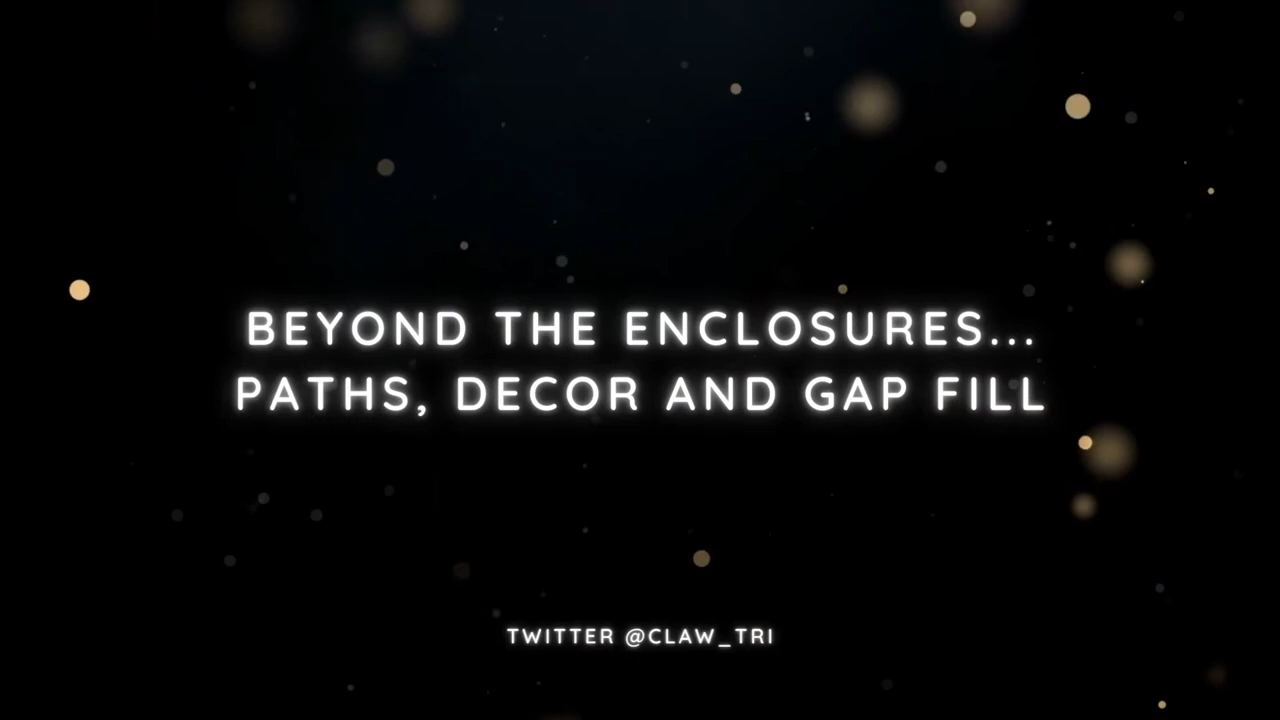 BEYOND THE ENCLOSURES...
PATHS, DECOR AND GAP FILL
TWITTER @CLAW_TRI